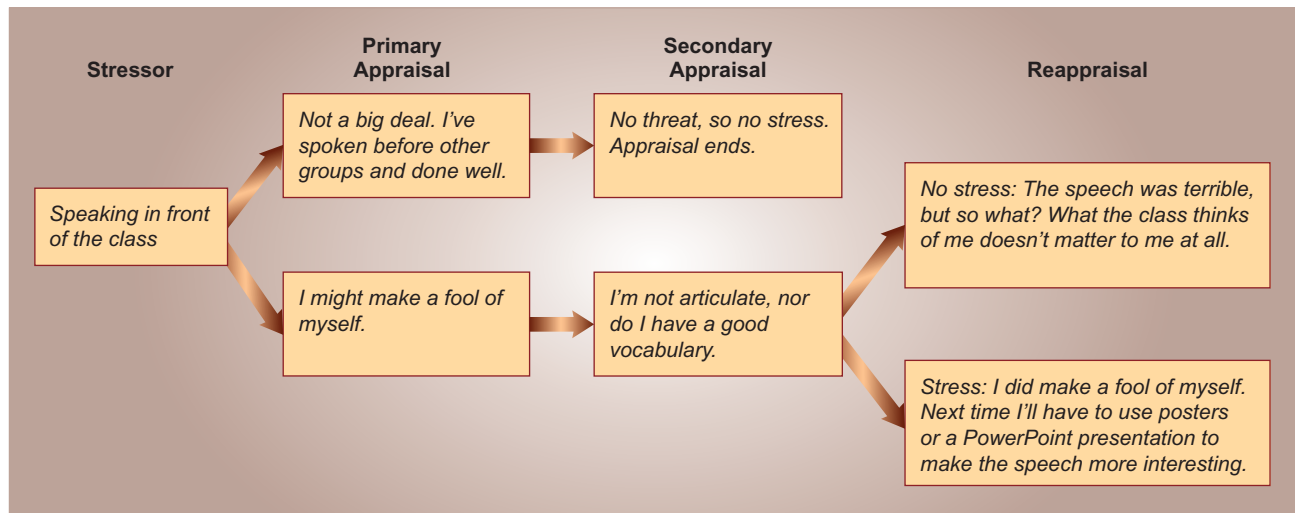 Stressor
Primary
Appraisal
Secondary
Appraisal
Reappraisal
Speaking in front
of the class
Not a big deal. I’ve
spoken before other
groups and done well.
No threat, so no stress.
Appraisal ends.
I might make a fool of
myself.
I’m not articulate, nor
do I have a good
vocabulary.
No stress: The speech was terrible,
but so what? What the class thinks
of me doesn’t matter to me at all.
Stress: I did make a fool of myself.
Next time I’ll have to use posters
or a PowerPoint presentation to
make the speech more interesting.